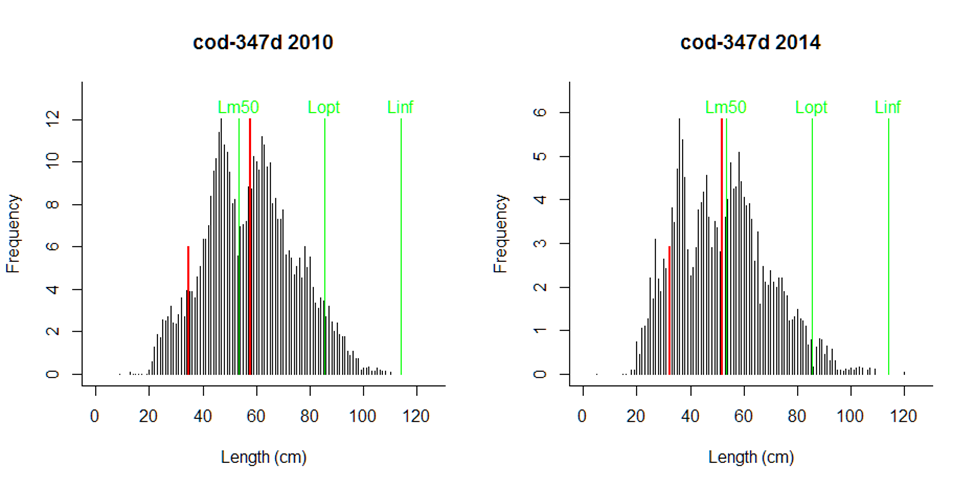 cod-347d 2010
Lm50 Lopt Linf
12
10
8
6
4
2
0
Frequency
0 20 40 60 80 100 120
Length (cm)
cod-347d 2014
Lm50 Lopt Linf
6
5
4
3
2
1
0
Frequency
0 20 40 60 80 100 120
Length (cm)